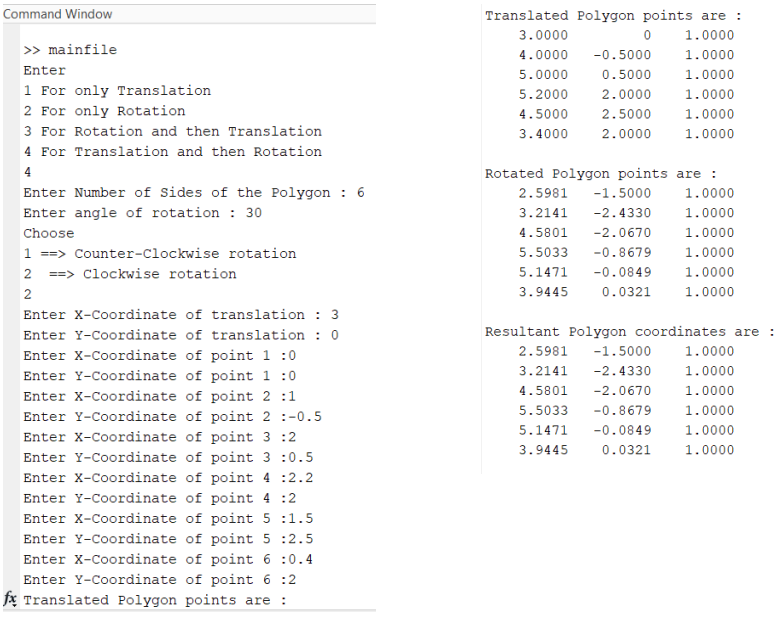 Command Window
>> mainfile
Enter
1 For only Translation
2 For only Rotation
3 For Rotation and then Translation
4 For Translation and then Rotation
4
Enter Number of Sides of the Polygon : 6
Enter angle of rotation : 30
Choose
1 ==> Counter-Clockwise rotation
2  ==> Clockwise rotation
2
Enter X-Coordinate of translation : 3
Enter Y-Coordinate of translation : 0
Enter X-Coordinate of point 1 :0
Enter Y-Coordinate of point 1 :0
Enter X-Coordinate of point 2 :1
Enter Y-Coordinate of point 2 :-0.5
Enter X-Coordinate of point 3 :2
Enter Y-Coordinate of point 3 :0.5
Enter X-Coordinate of point 4 :2.2
Enter Y-Coordinate of point 4 :2
Enter X-Coordinate of point 5 :1.5
Enter Y-Coordinate of point 5 :2.5
Enter X-Coordinate of point 6 :0.4
Enter Y-Coordinate of point 6 :2
fx Translated Polygon points are :
Translated Polygon points are :
3.0000 0 1.0000
4.0000 -0.5000 1.0000
5.0000 0.5000 1.0000
5.2000 2.0000 1.0000
4.5000 2.5000 1.0000
3.4000 2.0000 1.0000
Rotated Polygon points are :
2.5981 -1.5000 1.0000
3.2141 -2.4330 1.0000
4.5801 -2.0670 1.0000
5.5033 -0.8679 1.0000
5.1471 -0.0849 1.0000
3.9445 0.0321 1.0000
Resultant Polygon coordinates are :
2.5981 -1.5000 1.0000
3.2141 -2.4330 1.0000
4.5801 -2.0670 1.0000
5.5033 -0.8679 1.0000
5.1471 -0.0849 1.0000
3.9445 0.0321 1.0000